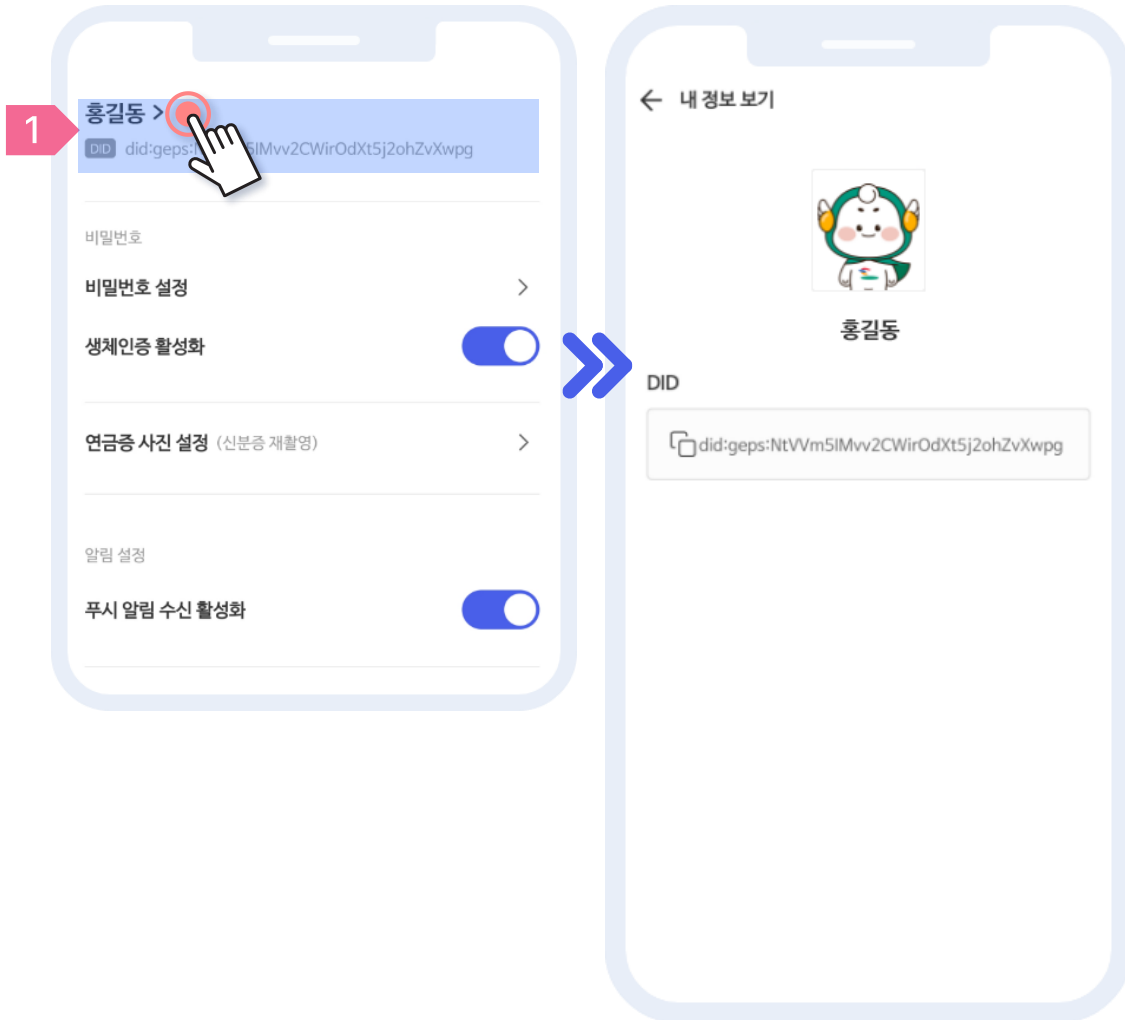 1
홍길동 >
DID did:geps: 5IMvv2CWirOdXt5j2ohZvXwpg
비밀번호
비밀번호 설정
생체인증 활성화
연금증 사진 설정 (신분증 재촬영)
알림 설정
푸시 알림 수신 활성화
← 내 정보 보기
홍길동
DID
did:geps:NtVVm5IMvv2CWirOdXt5j2ohZvXwpg